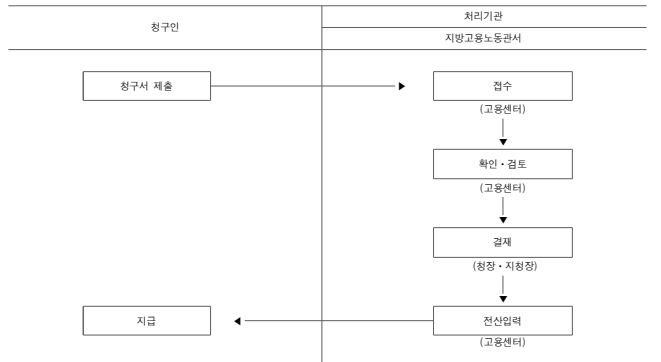 청구인
처리기관
지방고용노동관서
청구서 제출
접수
(고용센터)
확인·검토
(고용센터)
결재
(청장·지청장)
지급
전산입력
(고용센터)